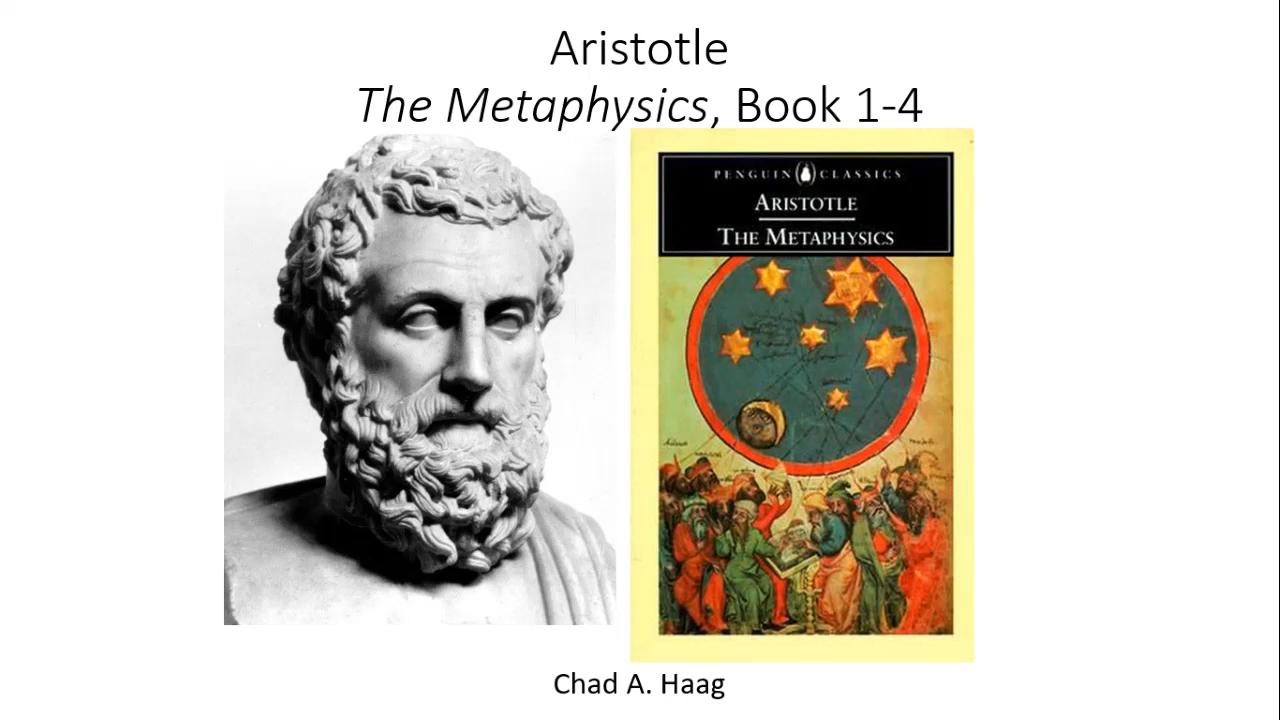 Aristotle
The Metaphysics, Book 1-4
PENGUIN CLASSICS
ARISTOTLE
THE METAPHYSICS
Chad A. Haag